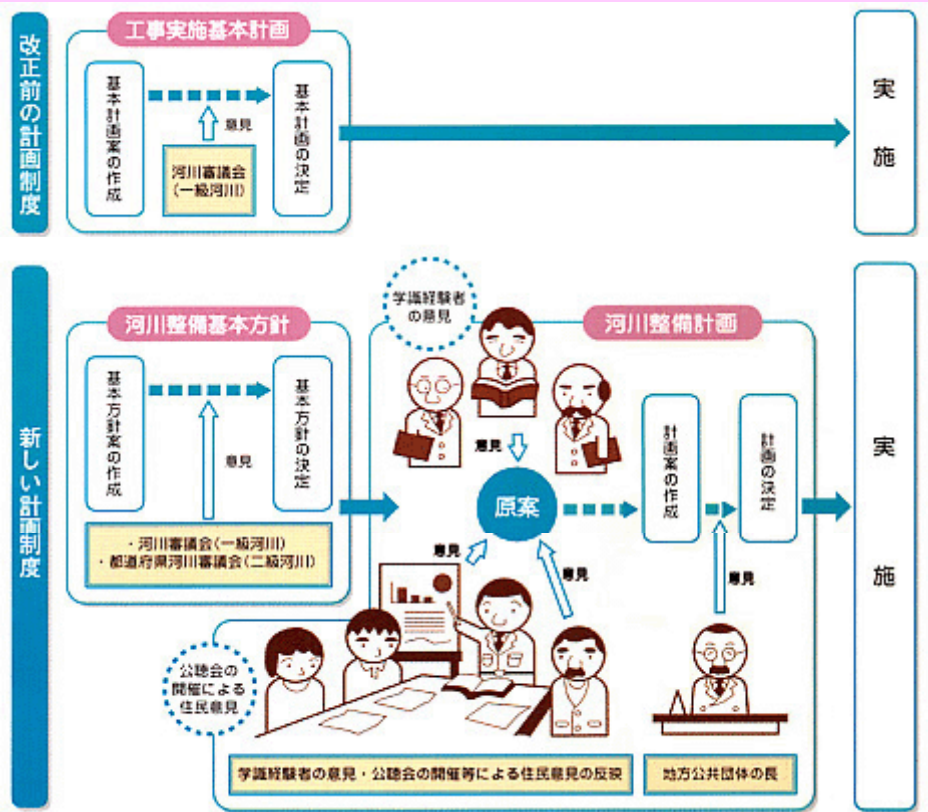 改正前の計画制度
工事実施基本計画
基本計画案の作成
意見
河川審議会
(一級河川)
基本計画の決定
実施
新しい計画制度
河川整備基本方針
基本方針案の作成
意見
基本方針の決定
・河川審議会(一級河川)
・都道府県河川審議会(二級河川)
学識経験者
の意見
河川整備計画
意見
原案
意見
意見
計画案の作成
計画の決定
意見
公聴会の
開催による
住民意見
学識経験者の意見・公聴会の開催等による住民意見の反映
地方公共団体の長
実施